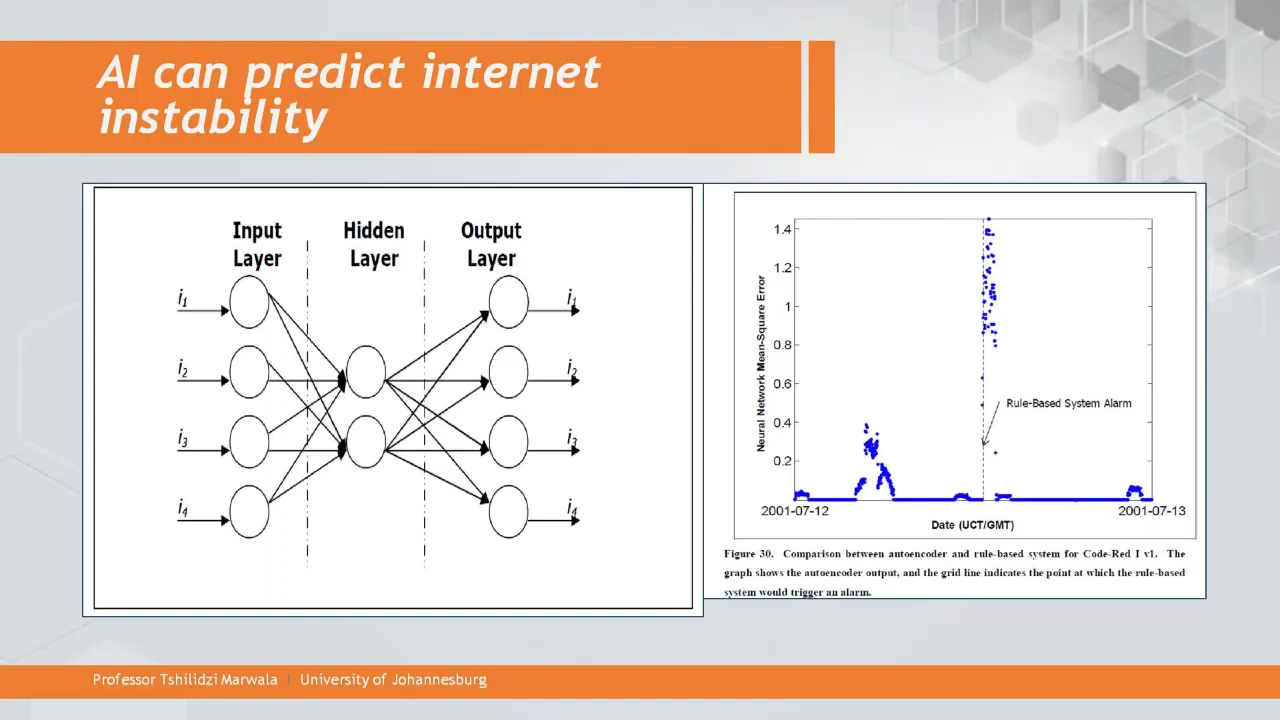 AI can predict internet
instability
Input
Layer
Hidden
Layer
Output
Layer
i1
i2
i3
i4
i1
i2
i3
i4
1.4
1.2
1
0.8
0.6
0.4
0.2
Neural Network Mean-Square Error
Rule-Based System Alarm
2001-07-12
2001-07-13
Date (UCT/GMT)
Figure 30. Comparison between autoencoder and rule-based system for Code-Red I v1. The
graph shows the autoencoder output, and the grid line indicates the point at which the rule-based
system would trigger an alarm.
Professor Tshilidzi Marwala | University of Johannesburg